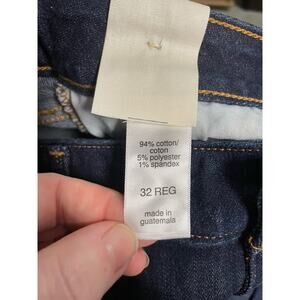 94% cotton/
coton
5% polyester
1% spandex
32 REG
made in
guatemala